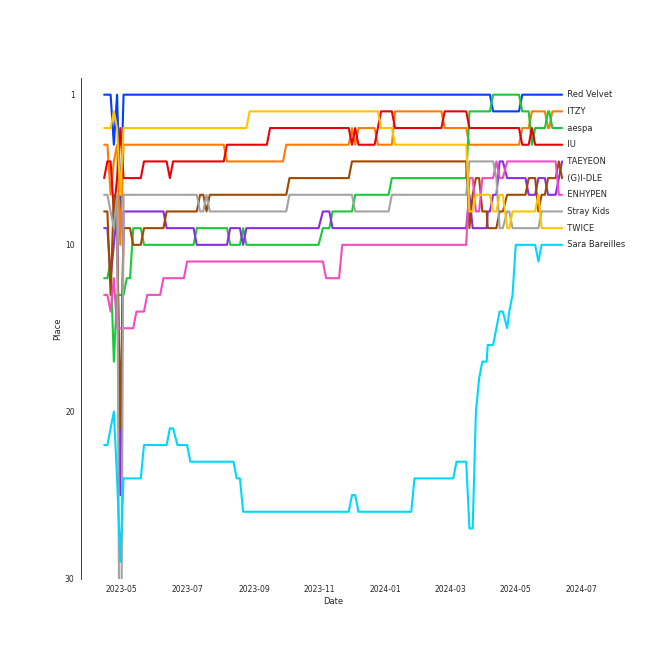 1
10
20
30
Place
2023-05
2023-07
2023-09
2023-11
2024-01
2024-03
2024-05
2024-07
Date
Red Velvet
ITZY
aespa
IU
TAEYEON
(G)I-DLE
ENHYPEN
Stray Kids
TWICE
Sara Bareilles